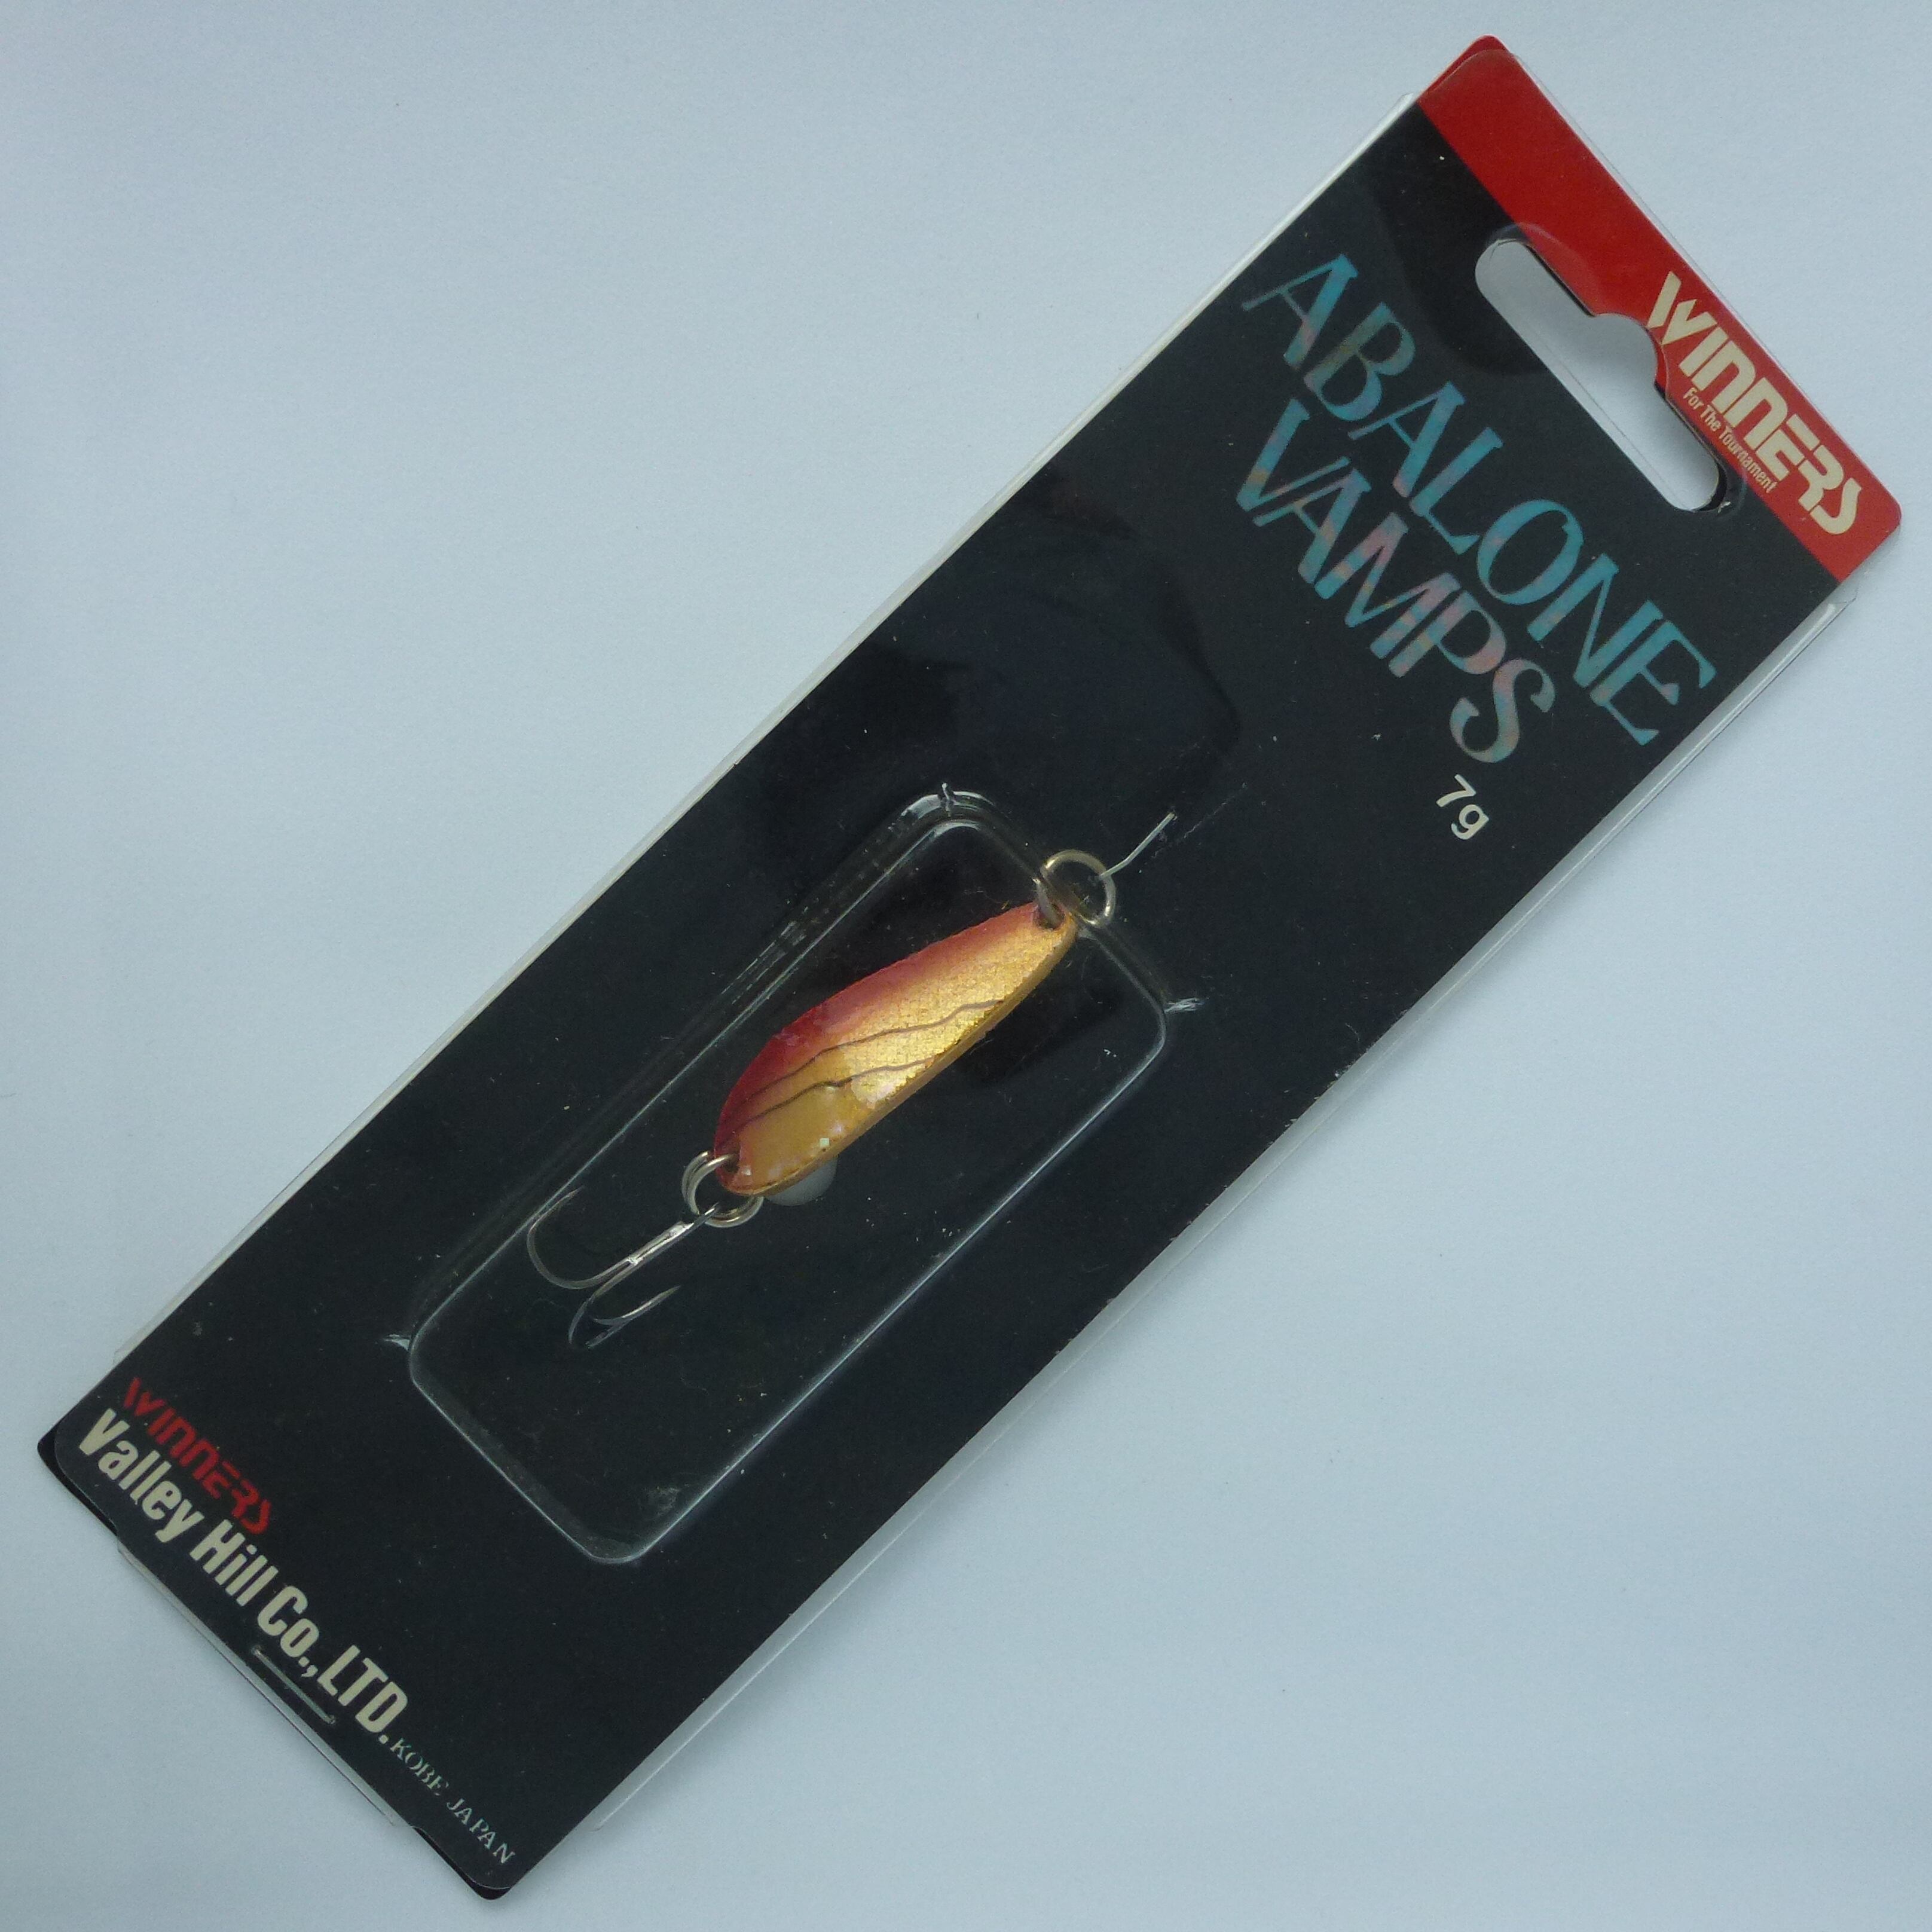 WINNERS
For The Tournament
ABALONE
VAMPS
7g
WINNERS
Valley Hill Co.,LTD. KOBE JAPAN